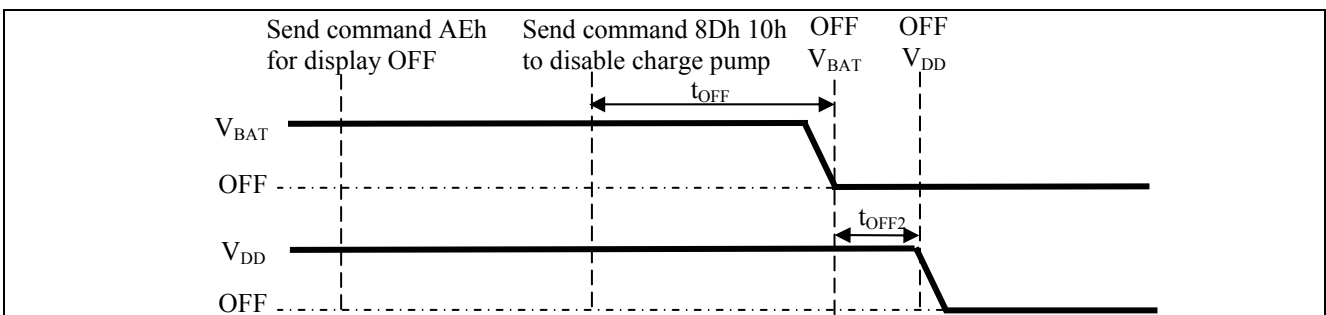 Send command AEh
for display OFF
Send command 8Dh 10h
to disable charge pump
OFF
VBAT
OFF
VDD
tOFF
VBAT
OFF
tOFF2
VDD
OFF